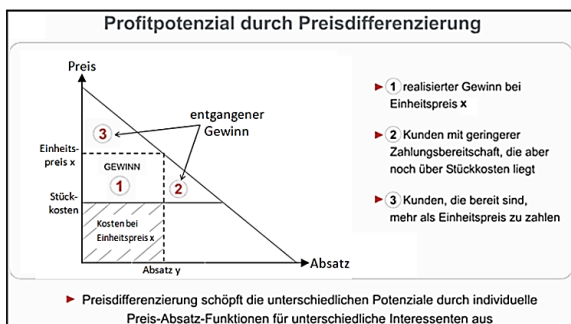 Profitpotenzial durch Preisdifferenzierung
Preis
entgangener
Gewinn
3
Einheits-
preis x
GEWINN
1
2
Stück-
kosten
Kosten bei
Einheitspreis x
Absatz
Absatz y
► 1 realisierter Gewinn bei
Einheitspreis x
► 2 Kunden mit geringerer
Zahlungsbereitschaft, die aber
noch über Stückkosten liegt
► 3 Kunden, die bereit sind,
mehr als Einheitspreis zu zahlen
► Preisdifferenzierung schöpft die unterschiedlichen Potenziale durch individuelle
Preis-Absatz-Funktionen für unterschiedliche Interessenten aus